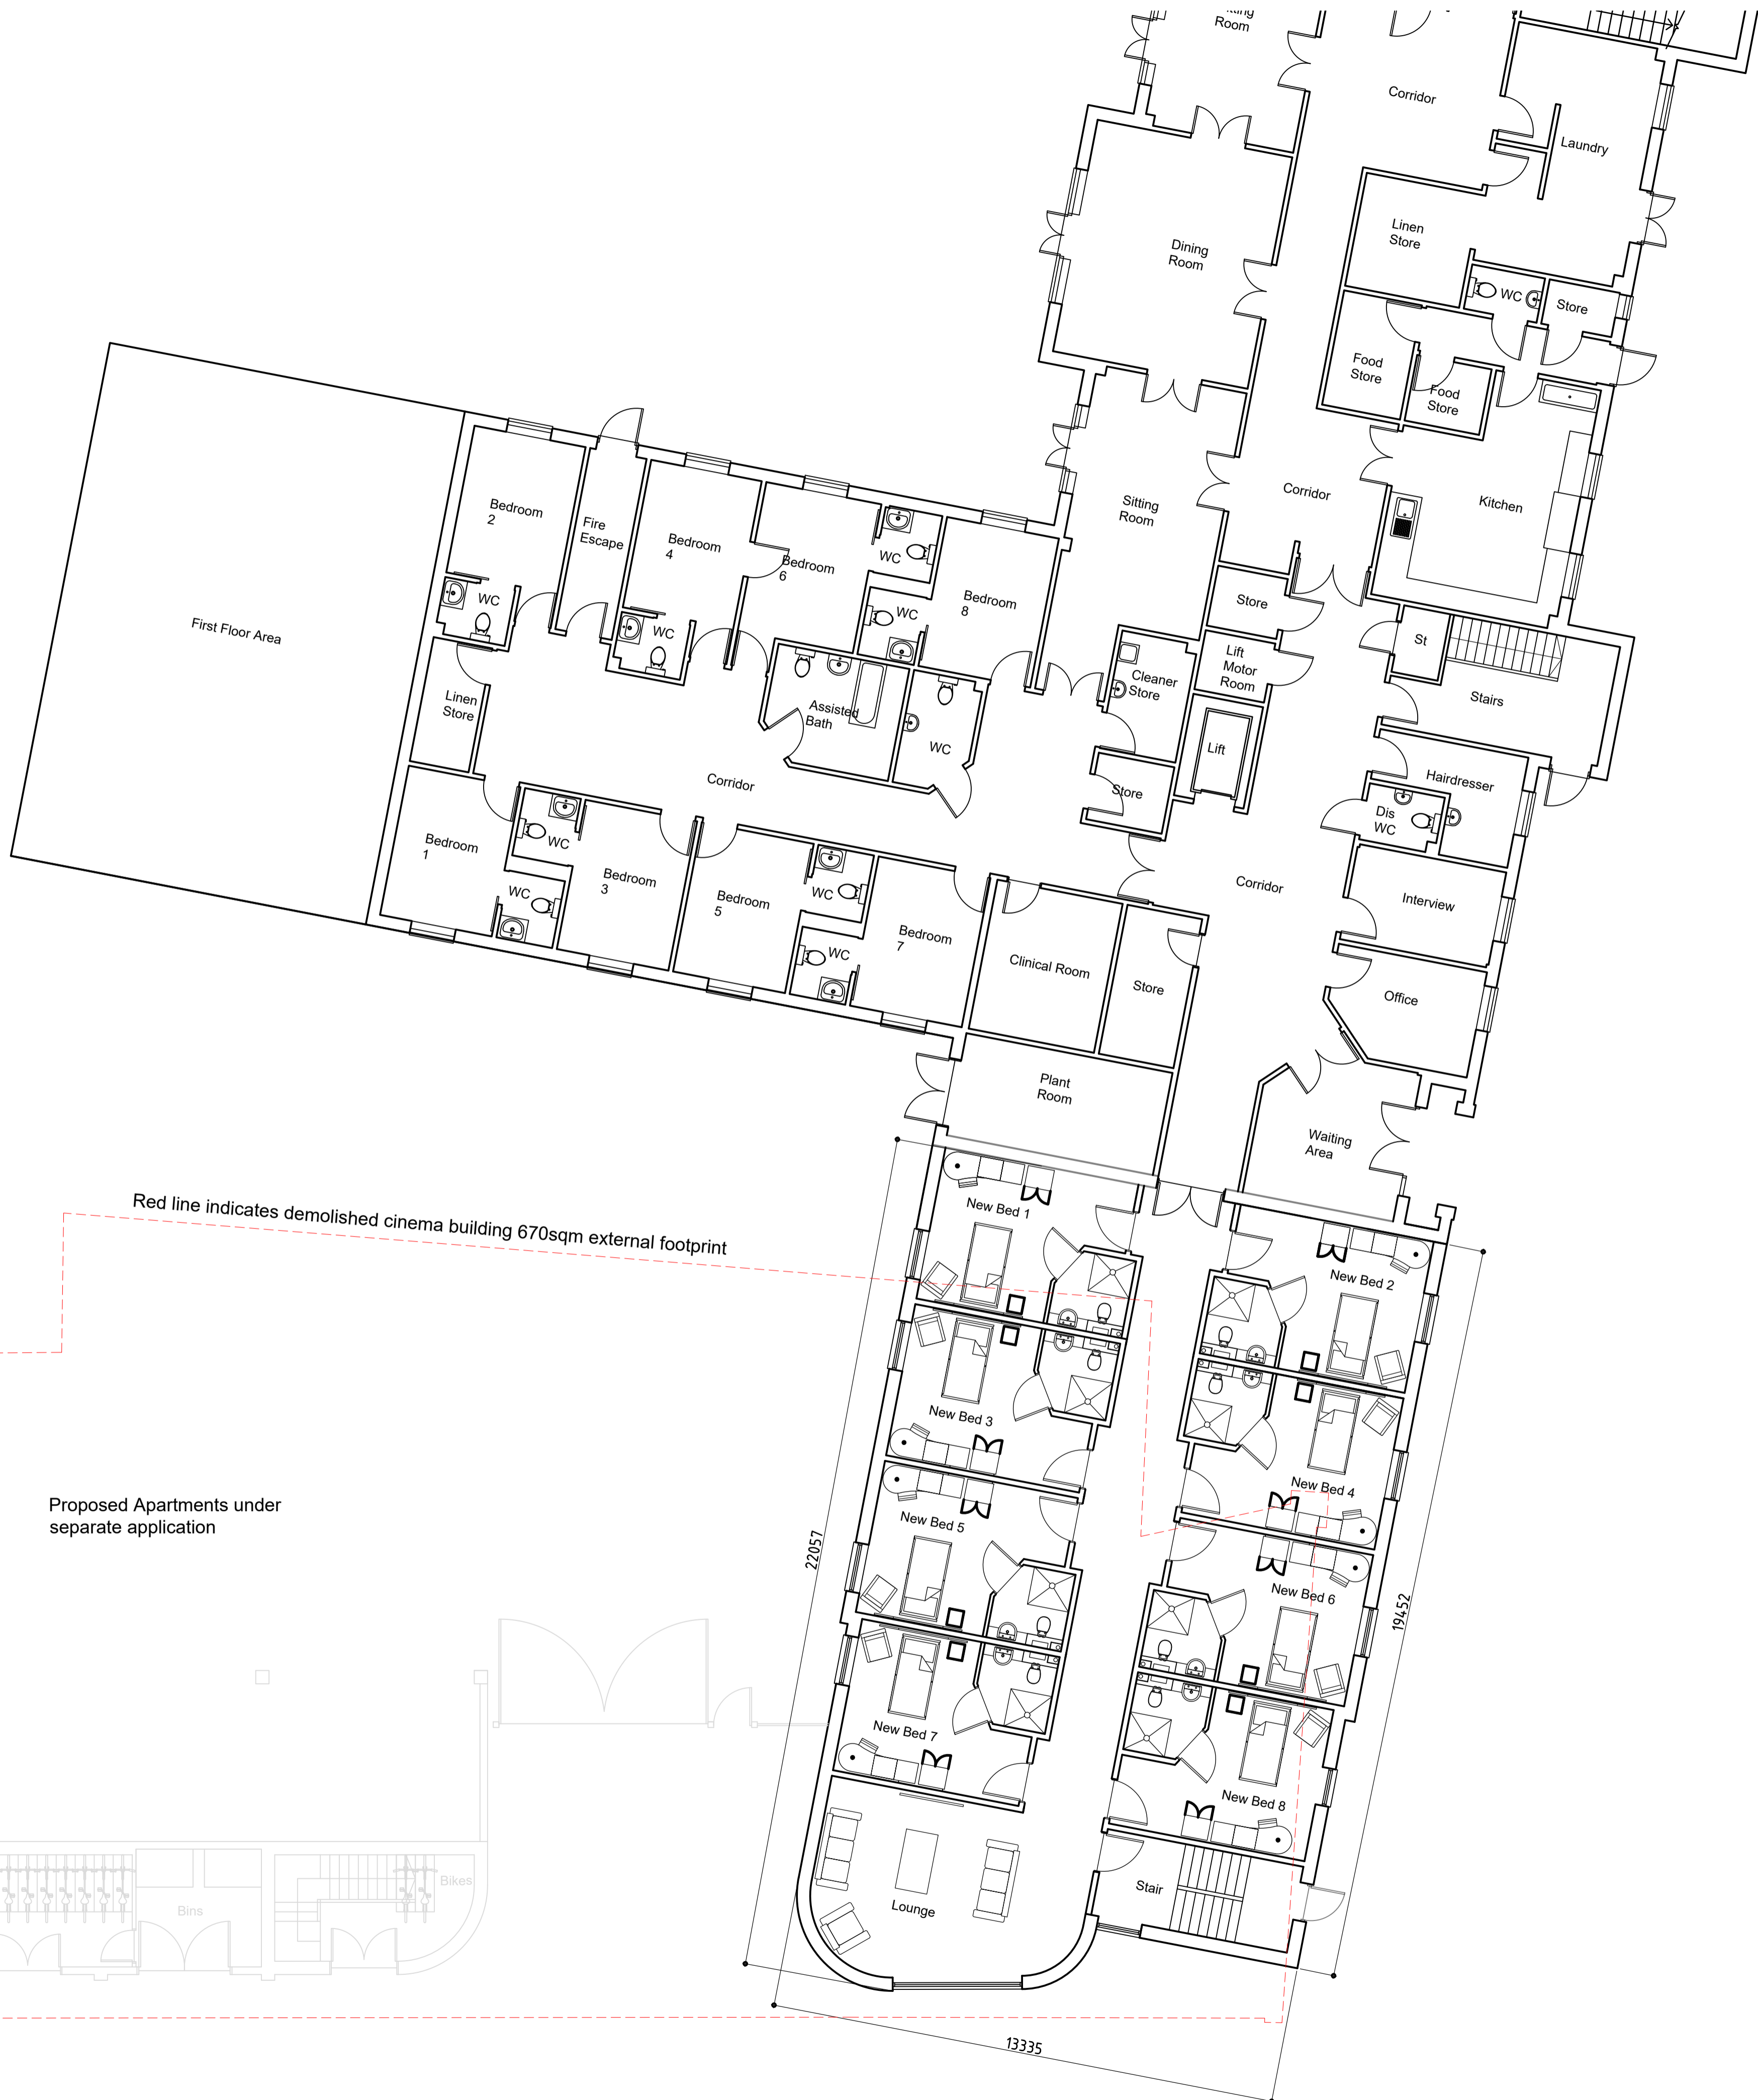 Room
Corridor
Laundry
Linen
Store
Dining
Room
WC
Store
Food
Store
Food
Store
Sitting
Room
Corridor
Kitchen
Bedroom
2
Fire
Escape
Bedroom
4
Bedroom
6
WC
Bedroom
8
WC
WC
WC
First Floor Area
Store
St
Lift
Motor
Room
Cleaner
Store
Stairs
Linen
Store
Assisted
Bath
WC
Lift
Corridor
Store
Hairdresser
Dis
WC
Bedroom
1
WC
WC
Bedroom
3
Bedroom
5
WC
WC
Bedroom
7
Corridor
Interview
Clinical Room
Store
Office
Plant
Room
Waiting
Area
Red line indicates demolished cinema building 670sqm external footprint
New Bed 1
New Bed 2
New Bed 3
New Bed 4
Proposed Apartments under
separate application
New Bed 5
New Bed 6
22057
19452
New Bed 7
New Bed 8
Stair
Lounge
Bikes
Bins
13335